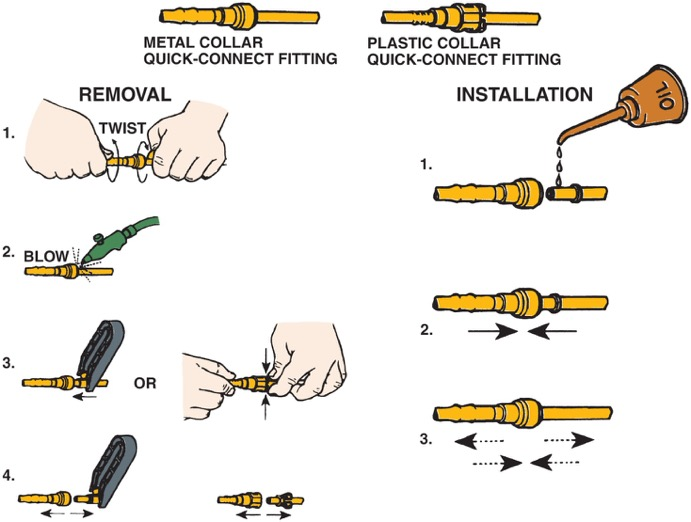 METAL COLLAR
QUICK-CONNECT FITTING
PLASTIC COLLAR
QUICK-CONNECT FITTING
REMOVAL
1.
TWIST
2.
BLOW
3.
OR
4.
INSTALLATION
OIL
1.
2.
3.